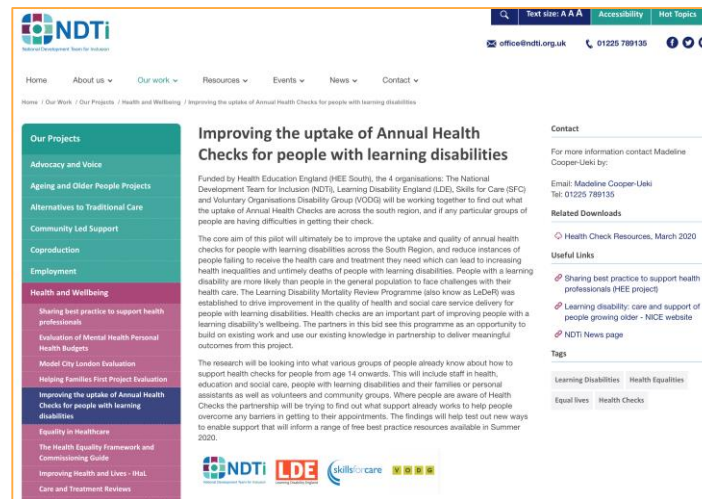 Text size: A A A
Accessibility
Hot Topics
NDTi
National Development Team for Inclusion
office@ndti.org.uk
01225 789135
Home
About us
Our work
Resources
Events
News
Contact
Home / Our Work / Our Projects / Health and Wellbeing / Improving the uptake of Annual Health Checks for people with learning disabilities
Our Projects
Advocacy and Voice
Ageing and Older People Projects
Alternatives to Traditional Care
Community Led Support
Coproduction
Employment
Health and Wellbeing
Sharing best practice to support health
professionals
Evaluation of Mental Health Personal
Health Budgets
Model City London Evaluation
Helping Families First Project Evaluation
Improving the uptake of Annual Health
Checks for people with learning
disabilities
Equality in Healthcare
The Health Equality Framework and
Commissioning Guide
Improving Health and Lives - IHaL
Care and Treatment Reviews
Improving the uptake of Annual Health
Checks for people with learning disabilities
Funded by Health Education England (HEE South), the 4 organisations: The National
Development Team for Inclusion (NDTi), Learning Disability England (LDE), Skills for Care (SFC)
and Voluntary Organisations Disability Group (VODG) will be working together to find out what
the uptake of Annual Health Checks are across the south region, and if any particular groups of
people are having difficulties in getting their check.
The core aim of this pilot will ultimately be to improve the uptake and quality of annual health
checks for people with learning disabilities across the South Region, and reduce instances of
people failing to receive the health care and treatment they need which can lead to increasing
health inequalities and untimely deaths of people with learning disabilities. People with a learning
disability are more likely than people in the general population to face challenges with their
health care. The Learning Disability Mortality Review Programme (also know as LeDeR) was
established to drive improvement in the quality of health and social care service delivery for
people with learning disabilities. Health checks are an important part of improving people with a
learning disability's wellbeing. The partners in this bid see this programme as an opportunity to
build on existing work and use our existing knowledge in partnership to deliver meaningful
outcomes from this project.
The research will be looking into what various groups of people already know about how to
support health checks for people from age 14 onwards. This will include staff in health,
education and social care, people with learning disabilities and their families or personal
assistants as well as volunteers and community groups. Where people are aware of Health
Checks the partnership will be trying to find out what support already works to help people
overcome any barriers in getting to their appointments. The findings will help test out new ways
to enable support that will inform a range of free best practice resources available in Summer
2020.
NDTi
National Development Team for Inclusion
LDE
Learning Disability England
skillsforcare
VODG
Contact
For more information contact Madeline
Cooper-Ueki by:
Email: Madeline Cooper-Ueki
Tel: 01225 789135
Related Downloads
Health Check Resources, March 2020
Useful Links
Sharing best practice to support health
professionals (HEE project)
Learning disability: care and support of
people growing older - NICE website
NDTi News page
Tags
Learning Disabilities
Health Equalities
Equal lives
Health Checks